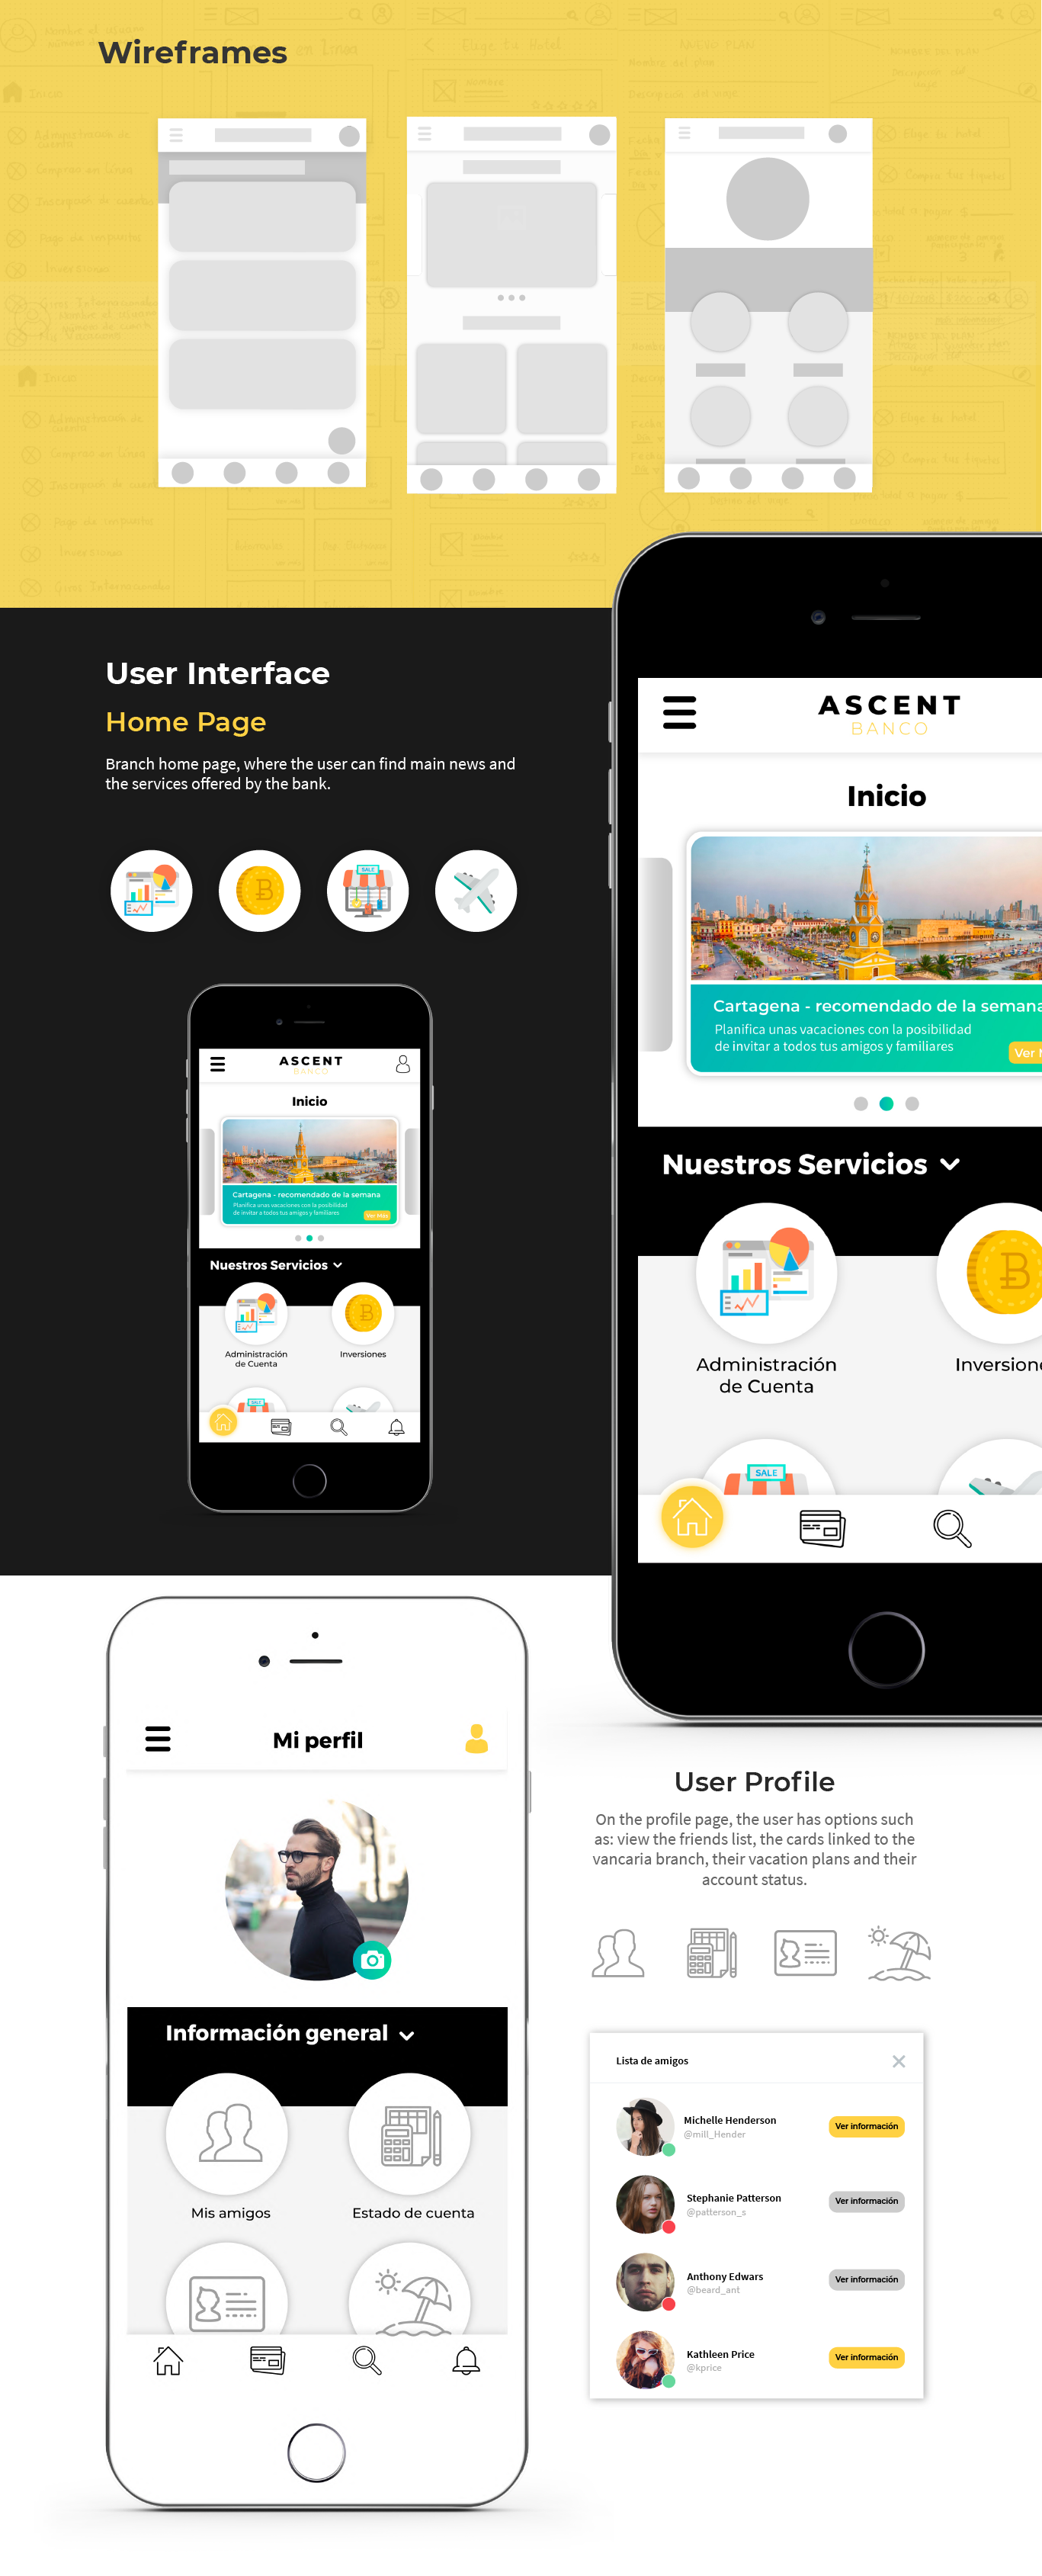 Wireframes
User Interface
Home Page
Branch home page, where the user can find main news and
the services offered by the bank.
SALE
ASCENT
BANCO
Inicio
Cartagena - recomendado de la semana
Planifica unas vacaciones con la posibilidad
de invitar a todos tus amigos y familiares
Ver Más
Nuestros Servicios
Administración
de Cuenta
Inversiones
ASCENT
BANCO
Inicio
Cartagena - recomendado de la semana
Planifica unas vacaciones con la posibilidad
de invitar a todos tus amigos y familiares
Ver M
Nuestros Servicios
Administración
de Cuenta
Inversione
SALE
Mi perfil
Información general
Mis amigos
Estado de cuenta
User Profile
On the profile page, the user has options such
as: view the friends list, the cards linked to the
vancaria branch, their vacation plans and their
account status.
Lista de amigos
Michelle Henderson
@mill_Hender
Ver información
Stephanie Patterson
@patterson_s
Ver información
Anthony Edwars
@beard_ant
Ver información
Kathleen Price
@kprice
Ver información